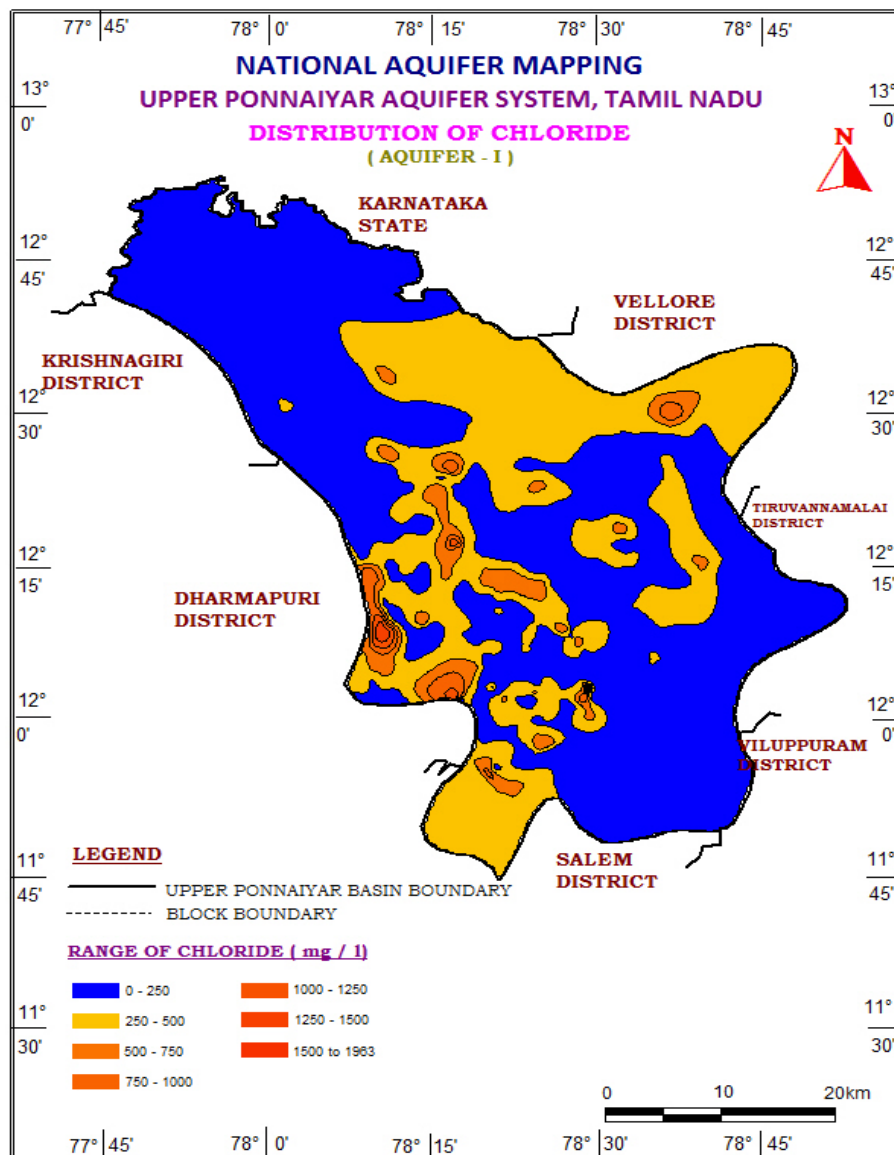 77° 45'
78° 0'
78° 15'
78° 30'
78° 45'
NATIONAL AQUIFER MAPPING
UPPER PONNAIYAR AQUIFER SYSTEM, TAMIL NADU
DISTRIBUTION OF CHLORIDE
( AQUIFER - I )
13°
0'
13°
0'
N
KARNATAKA
STATE
12°
45'
12°
45'
VELLORE
DISTRICT
KRISHNAGIRI
DISTRICT
12°
30'
12°
30'
TIRUVANNAMALAI
DISTRICT
12°
15'
12°
15'
DHARMAPURI
DISTRICT
12°
0'
12°
0'
VILUPPURAM
DISTRICT
SALEM
DISTRICT
11°
45'
11°
45'
LEGEND
UPPER PONNAIYAR BASIN BOUNDARY
BLOCK BOUNDARY
RANGE OF CHLORIDE ( mg / l)
0 - 250
250 - 500
500 - 750
750 - 1000
1000 - 1250
1250 - 1500
1500 to 1963
11°
30'
11°
30'
0 10 20km
77° 45'
78° 0'
78° 15'
78° 30'
78° 45'